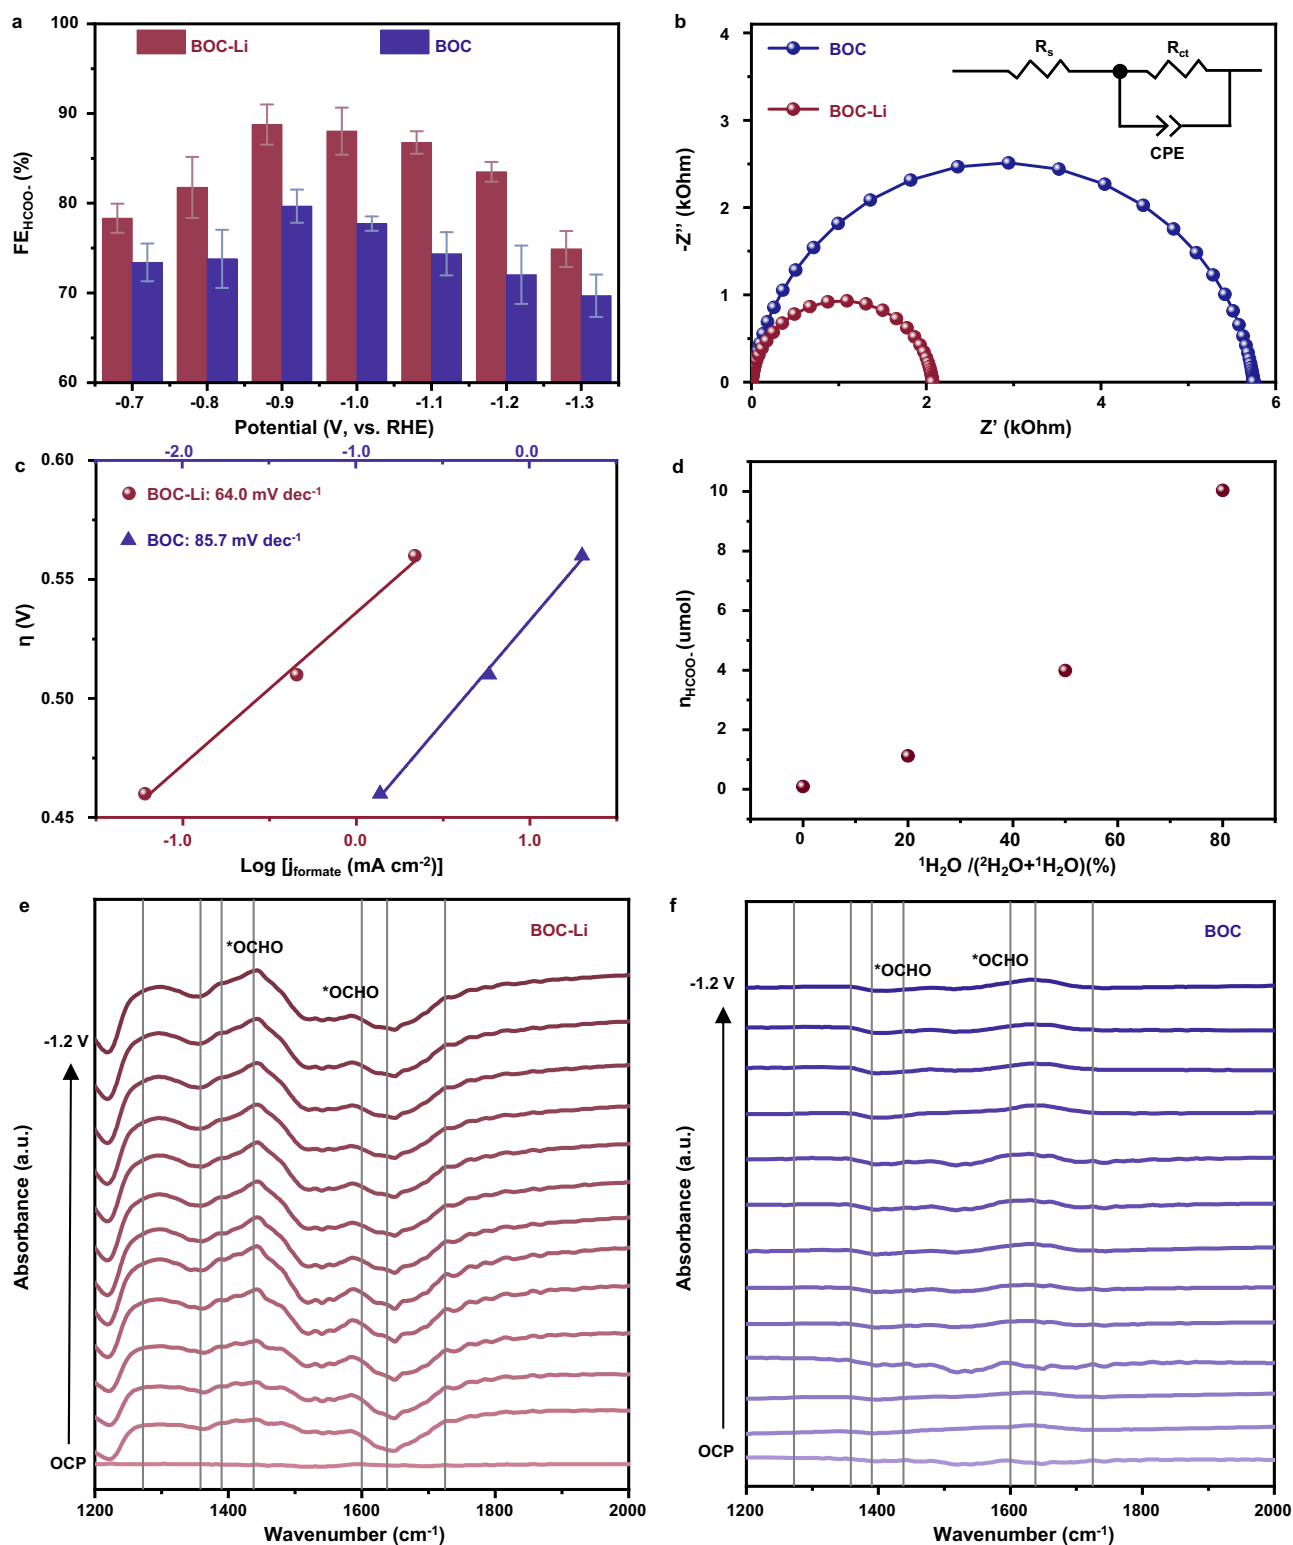 a
100
90
80
70
60
FE_HCOO- (%)
BOC-Li
BOC
-0.7 -0.8 -0.9 -1.0 -1.1 -1.2 -1.3
Potential (V, vs. RHE)
b
4
3
2
1
0
-Z'' (kOhm)
BOC
BOC-Li
R_s
R_ct
CPE
0 2 4 6
Z' (kOhm)
c
-2.0 -1.0 0.0
0.60
0.55
0.50
0.45
η (V)
BOC-Li: 64.0 mV dec⁻¹
BOC: 85.7 mV dec⁻¹
-1.0 0.0 1.0
Log [j_formate (mA cm⁻²)]
d
10
8
6
4
2
0
n_HCOO- (umol)
0 20 40 60 80
¹H₂O /(²H₂O+¹H₂O)(%)
e
BOC-Li
*OCHO
*OCHO
-1.2 V
OCP
Absorbance (a.u.)
1200 1400 1600 1800 2000
Wavenumber (cm⁻¹)
f
BOC
*OCHO
*OCHO
-1.2 V
OCP
Absorbance (a.u.)
1200 1400 1600 1800 2000
Wavenumber (cm⁻¹)